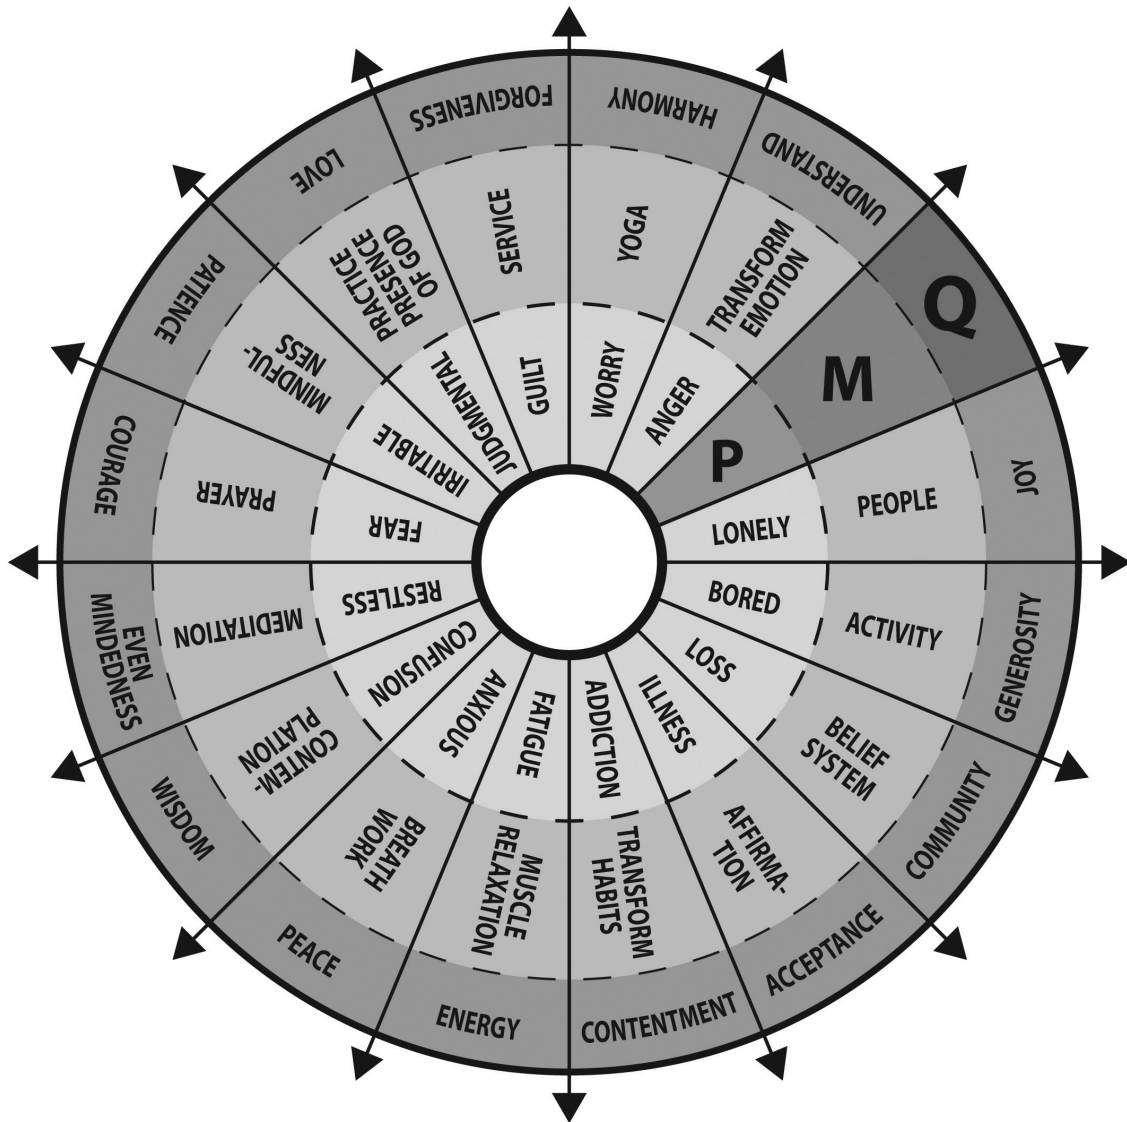 Q
M
P
JOY
PEOPLE
LONELY
GENEROSITY
ACTIVITY
BORED
COMMUNITY
BELIEF
SYSTEM
LOSS
ACCEPTANCE
AFFIRMA-
TION
ILLNESS
CONTENTMENT
TRANSFORM
HABITS
ADDICTION
ENERGY
MUSCLE
RELAXATION
FATIGUE
PEACE
BREATH
WORK
ANXIOUS
WISDOM
CONTEM-
PLATION
CONFUSION
EVEN
MINDEDNESS
MEDITATION
RESTLESS
COURAGE
PRAYER
FEAR
PATIENCE
MINDFUL-
NESS
IRRITABLE
LOVE
PRACTICE
PRESENCE
OF GOD
JUDGMENTAL
FORGIVENESS
SERVICE
GUILT
HARMONY
YOGA
WORRY
UNDERSTAND
TRANSFORM
EMOTION
ANGER